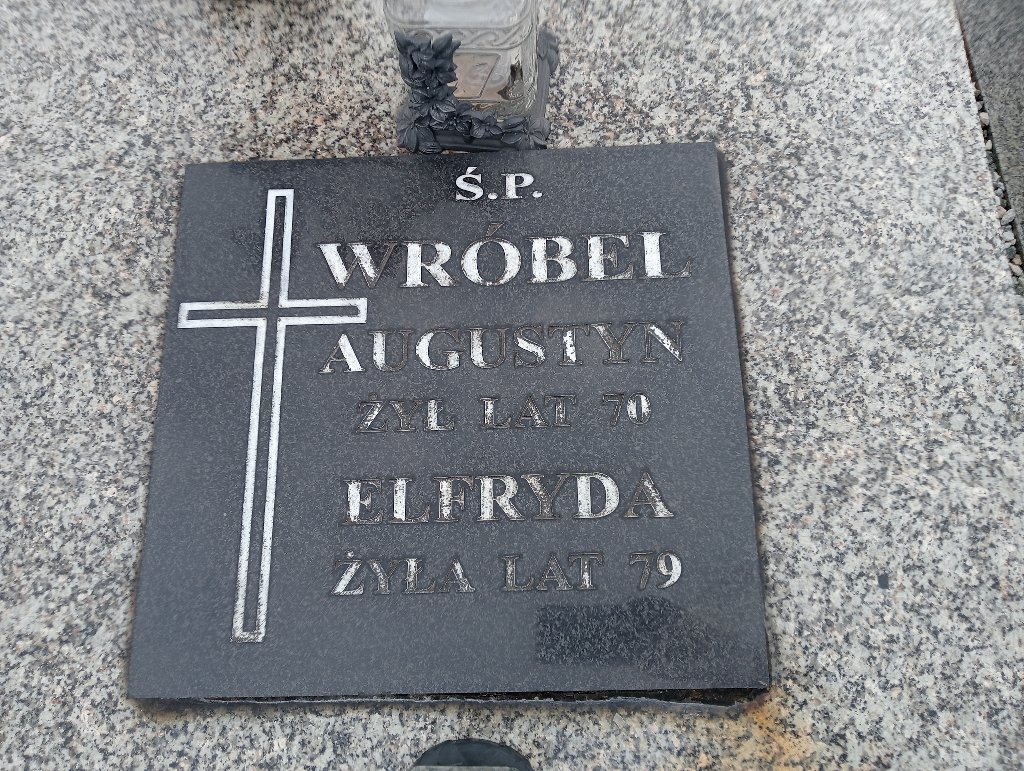 Ś.P.
WRÓBEL
AUGUSTYN
ŻYŁ LAT 70
ELFRYDA
ŻYŁA LAT 79